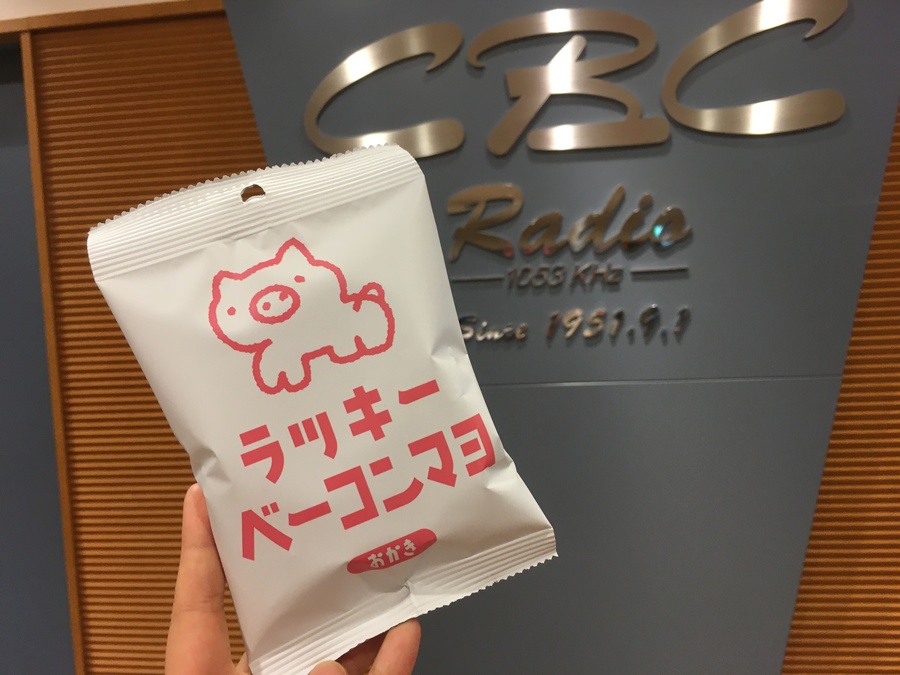 CBC
Radio
1053 KHz
Since 1951.9.1
ラッキー
ベーコンマヨ
おかき